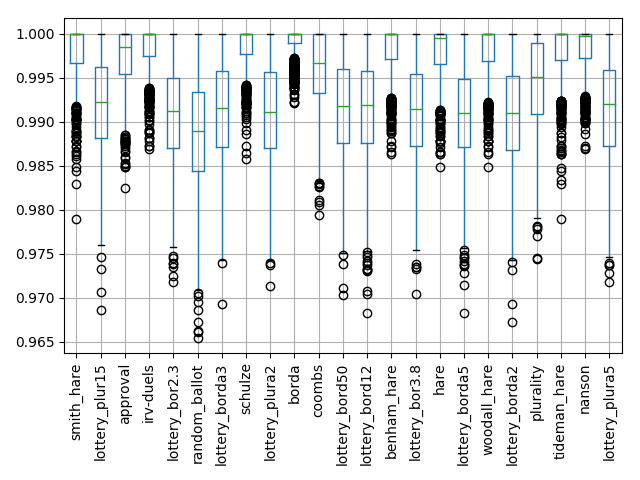 1.000
0.995
0.990
0.985
0.980
0.975
0.970
0.965
smith_hare
lottery_plur15
approval
irv-duels
lottery_bor2.3
random_ballot
lottery_borda3
schulze
lottery_plura2
borda
coombs
lottery_bord50
lottery_bord12
benham_hare
lottery_bor3.8
hare
lottery_borda5
woodall_hare
lottery_borda2
plurality
tideman_hare
nanson
lottery_plura5